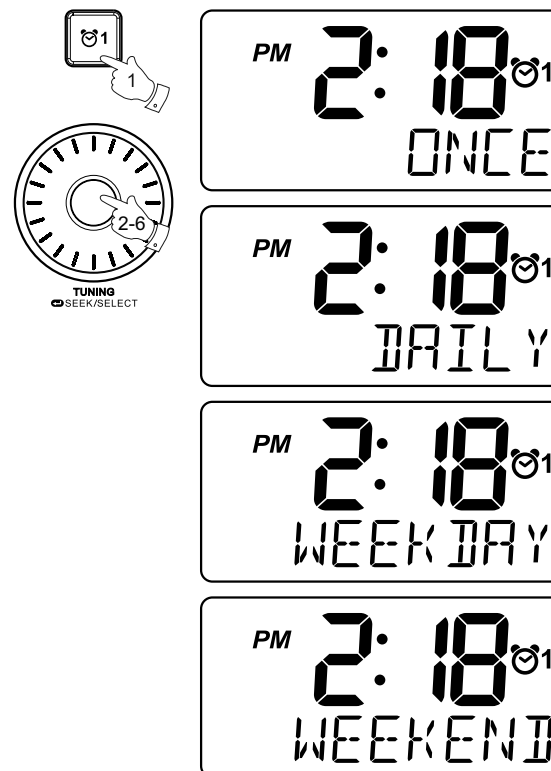 1
1
2-6
TUNING
SEEK/SELECT
PM 2:18 1
ONCE
PM 2:18 1
DAILY
PM 2:18 1
WEEKDAY
PM 2:18 1
WEEKEND